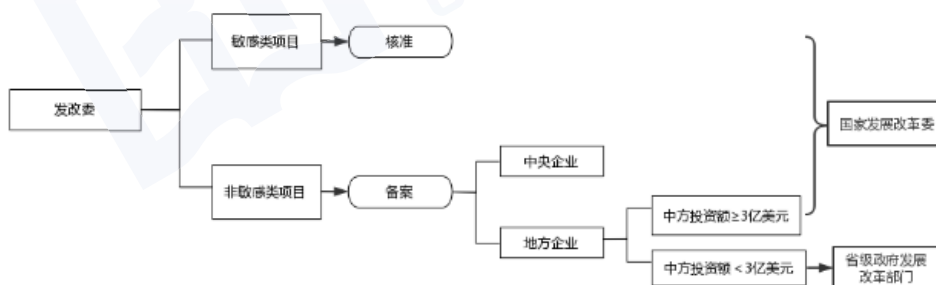 敏感类项目
核准
发改委
国家发展改革委
中央企业
非敏感类项目
备案
中方投资额≥3亿美元
地方企业
中方投资额<3亿美元
省级政府发展
改革部门